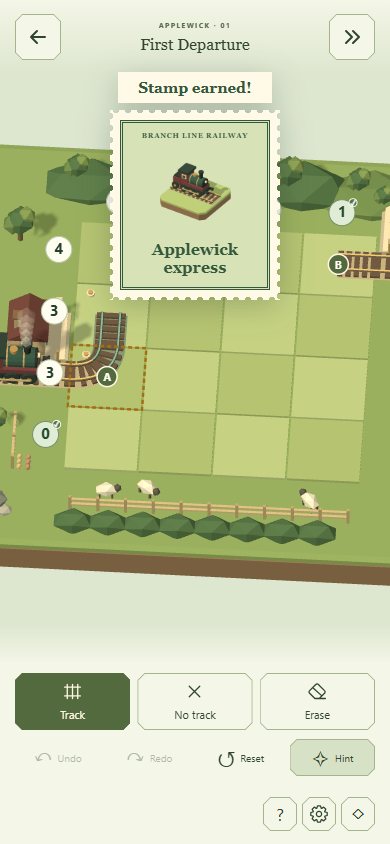 APPLEWICK · 01
First Departure
Stamp earned!
BRANCH LINE RAILWAY
Applewick
express
1
4
B
3
3
A
0
Track
No track
Erase
Undo
Redo
Reset
Hint
?